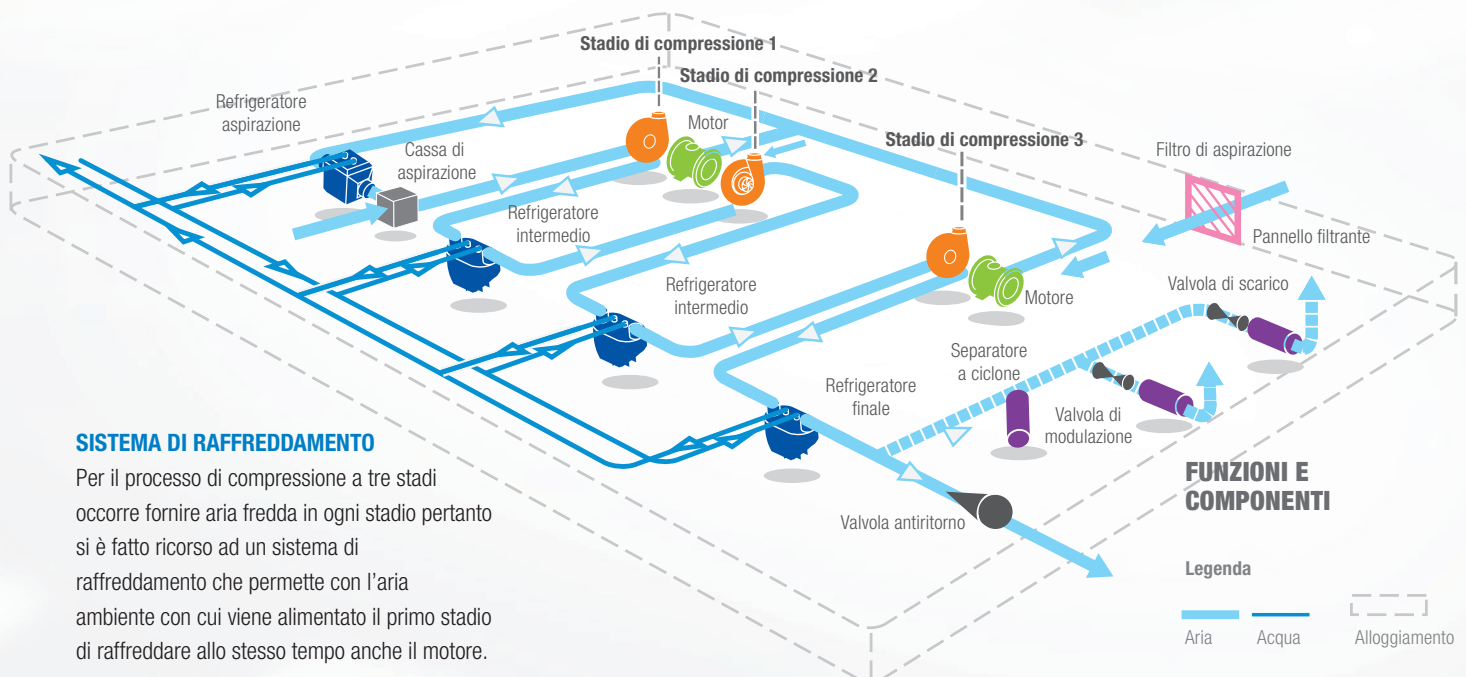 Stadio di compressione 1
Stadio di compressione 2
Refrigeratore
aspirazione
Motor
Stadio di compressione 3
Cassa di
aspirazione
Filtro di aspirazione
Refrigeratore
intermedio
Pannello filtrante
Refrigeratore
intermedio
Motore
Valvola di scarico
Separatore
a ciclone
Refrigeratore
finale
Valvola di
modulazione
SISTEMA DI RAFFREDDAMENTO
Per il processo di compressione a tre stadi
occorre fornire aria fredda in ogni stadio pertanto
si è fatto ricorso ad un sistema di
raffreddamento che permette con l’aria
ambiente con cui viene alimentato il primo stadio
di raffreddare allo stesso tempo anche il motore.
Valvola antiritorno
FUNZIONI E
COMPONENTI
Legenda
Aria
Acqua
Alloggiamento